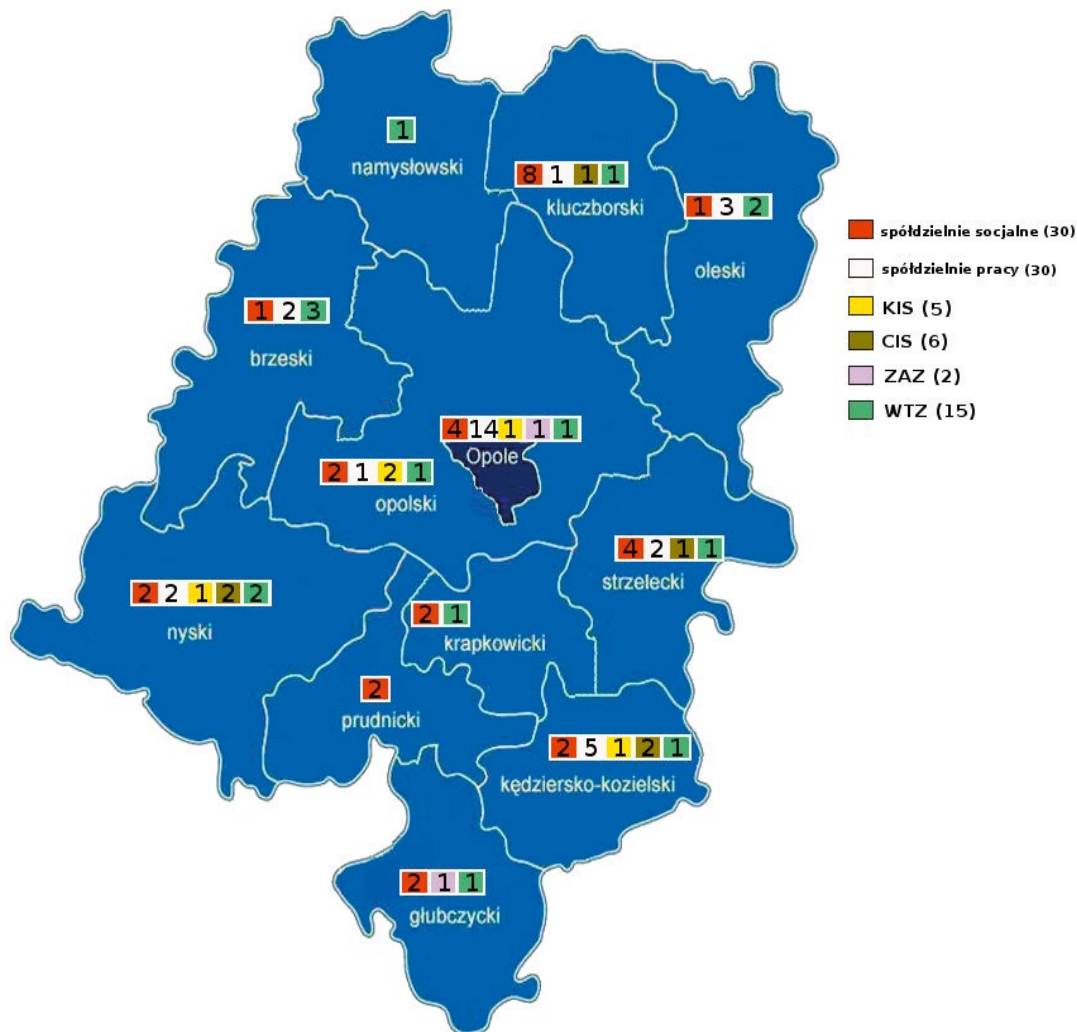 1
namysłowski
8 1 1 1
kluczborski
1 3 2
oleski
spółdzielnie socjalne (30)
spółdzielnie pracy (30)
KIS (5)
CIS (6)
ZAZ (2)
WTZ (15)
1 2 3
brzeski
4 14 1 1 1
Opole
2 1 2 1
opolski
4 2 1 1
strzelecki
2 2 1 2 2
nyski
2 1
krapkowicki
2
prudnicki
2 5 1 2 1
kędziersko-kozielski
2 1 1
głubczycki